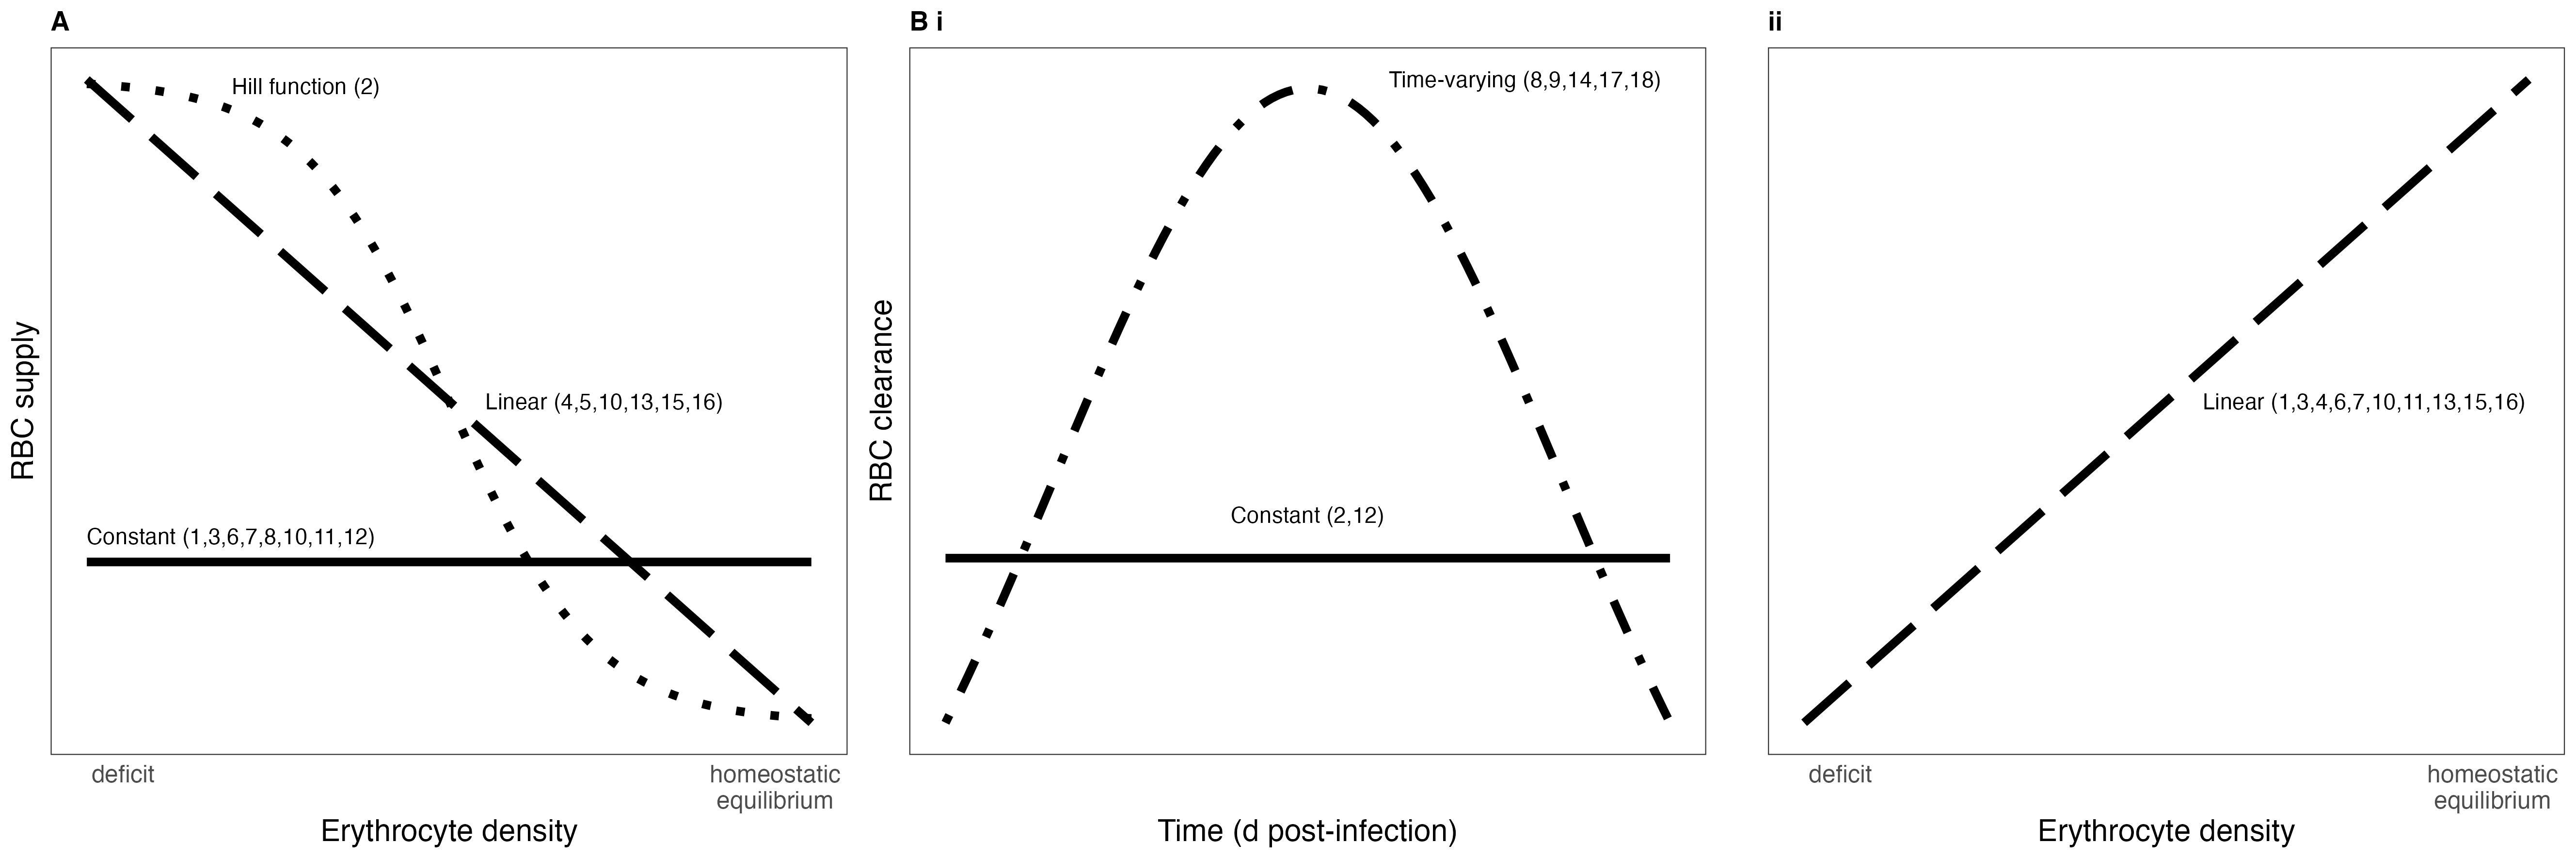 A
Hill function (2)
Linear (4,5,10,13,15,16)
Constant (1,3,6,7,8,10,11,12)
RBC supply
deficit
homeostatic
equilibrium
Erythrocyte density
B i
Time-varying (8,9,14,17,18)
Constant (2,12)
RBC clearance
Time (d post-infection)
ii
Linear (1,3,4,6,7,10,11,13,15,16)
deficit
homeostatic
equilibrium
Erythrocyte density